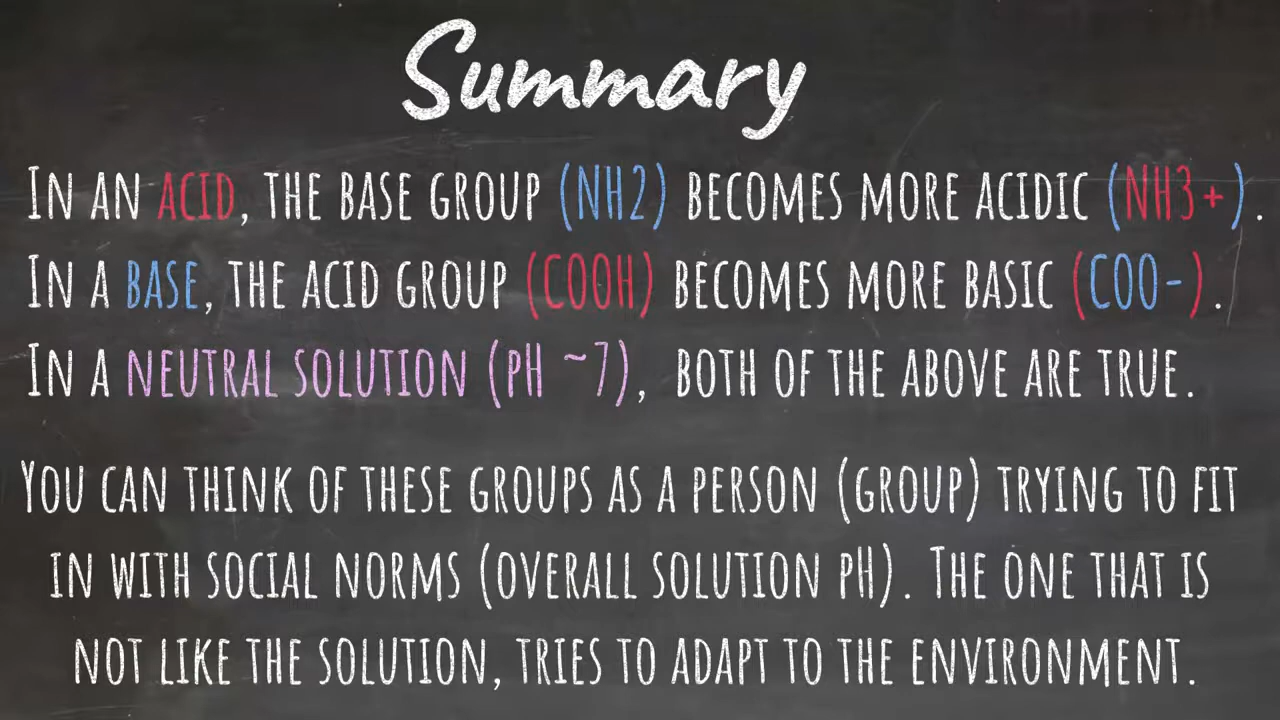 Summary
In an acid, the base group (NH2) becomes more acidic (NH3+).
In a base, the acid group (COOH) becomes more basic (COO-).
In a neutral solution (pH ~7), both of the above are true.
You can think of these groups as a person (group) trying to fit
in with social norms (overall solution pH). The one that is
not like the solution, tries to adapt to the environment.